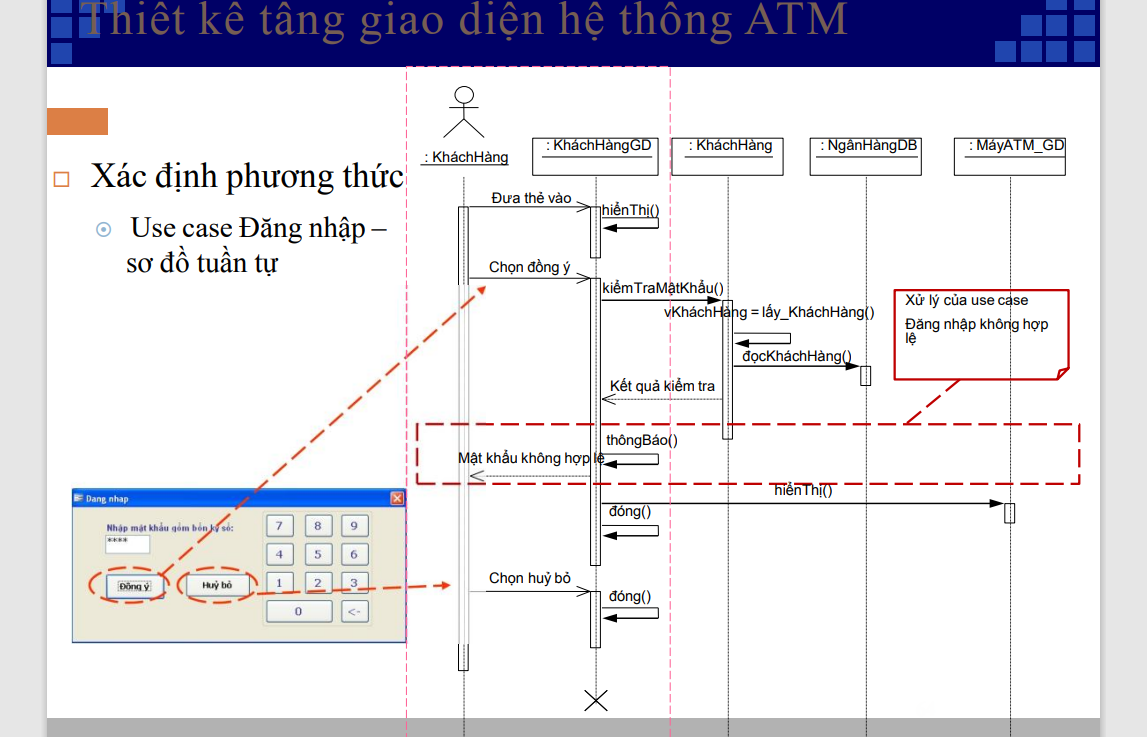 Thiết kế tầng giao diện hệ thống ATM
Xác định phương thức
Use case Đăng nhập –
sơ đồ tuần tự
: KháchHàng
: KháchHàngGD
: KháchHàng
: NgânHàngDB
: MáyATM_GD
Đưa thẻ vào
hiểnThị()
Chọn đồng ý
kiểmTraMậtKhẩu()
vKháchHàng = lấy_KháchHàng()
đọcKháchHàng()
Kết quả kiểm tra
Xử lý của use case
Đăng nhập không hợp
lệ
thôngBáo()
Mật khẩu không hợp lệ
hiểnThị()
đóng()
Chọn huỷ bỏ
đóng()
Dang nhap
Nhập mật khẩu gồm bốn ký số:
****
7 8 9
4 5 6
1 2 3
0 <-
Đồng ý
Huỷ bỏ